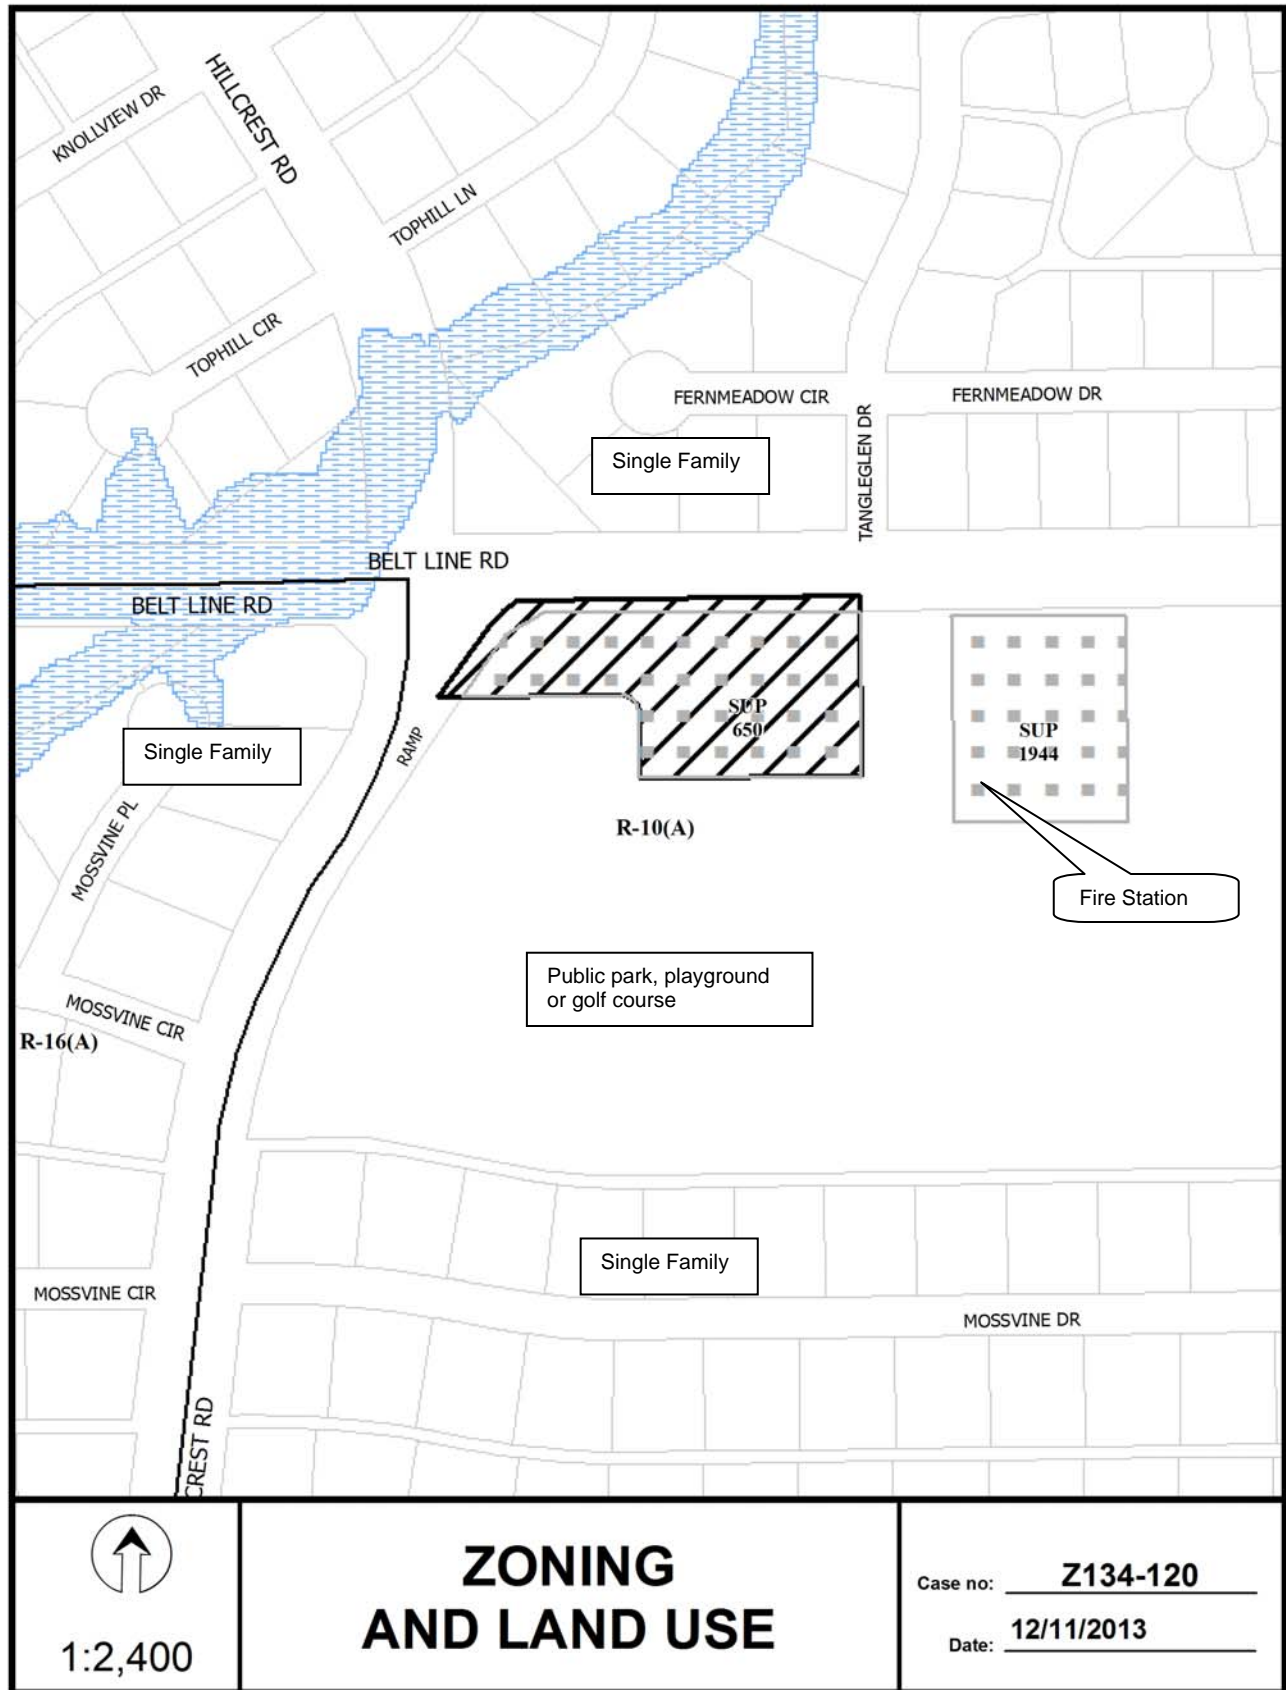 HILLCREST RD
KNOLLVIEW DR
TOPHILL LN
TOPHILL CIR
FERNMEADOW CIR
FERNMEADOW DR
TANGLEGLEN DR
Single Family
BELT LINE RD
BELT LINE RD
SUP
650
SUP
1944
Single Family
RAMP
R-10(A)
MOSSVINE PL
Fire Station
Public park, playground
or golf course
MOSSVINE CIR
R-16(A)
Single Family
MOSSVINE CIR
MOSSVINE DR
CREST RD
1:2,400
ZONING
AND LAND USE
Case no: Z134-120
Date: 12/11/2013